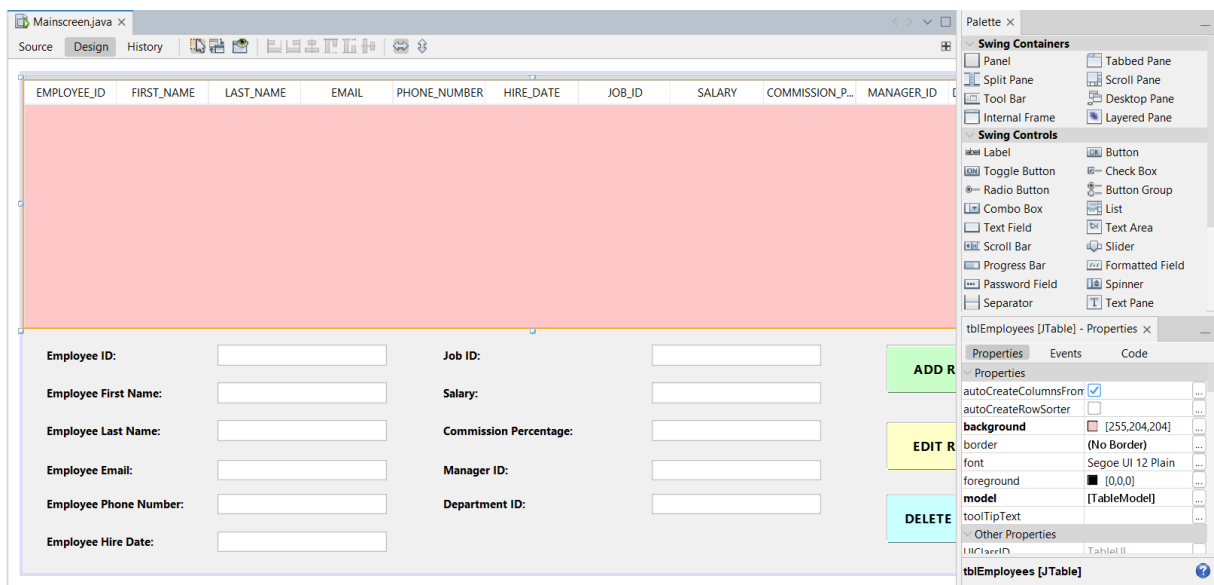 Mainscreen.java
Source Design History
EMPLOYEE_ID FIRST_NAME LAST_NAME EMAIL PHONE_NUMBER HIRE_DATE JOB_ID SALARY COMMISSION_P... MANAGER_ID
Employee ID: Job ID:
ADD R
Employee First Name: Salary:
Employee Last Name: Commission Percentage:
EDIT R
Employee Email: Manager ID:
Employee Phone Number: Department ID:
DELETE
Employee Hire Date:
Palette
Swing Containers
Panel Tabbed Pane
Split Pane Scroll Pane
Tool Bar Desktop Pane
Internal Frame Layered Pane
Swing Controls
label Label OK Button
ON Toggle Button Check Box
Radio Button Button Group
Combo Box List
Text Field Text Area
Scroll Bar Slider
Progress Bar Formatted Field
Password Field Spinner
Separator T Text Pane
tblEmployees [JTable] - Properties
Properties Events Code
Properties
autoCreateColumnsFrom ...
autoCreateRowSorter ...
background [255,204,204] ...
border (No Border) ...
font Segoe UI 12 Plain ...
foreground [0,0,0] ...
model [TableModel] ...
toolTipText ...
Other Properties
UIClassID TableUI
tblEmployees [JTable] ?